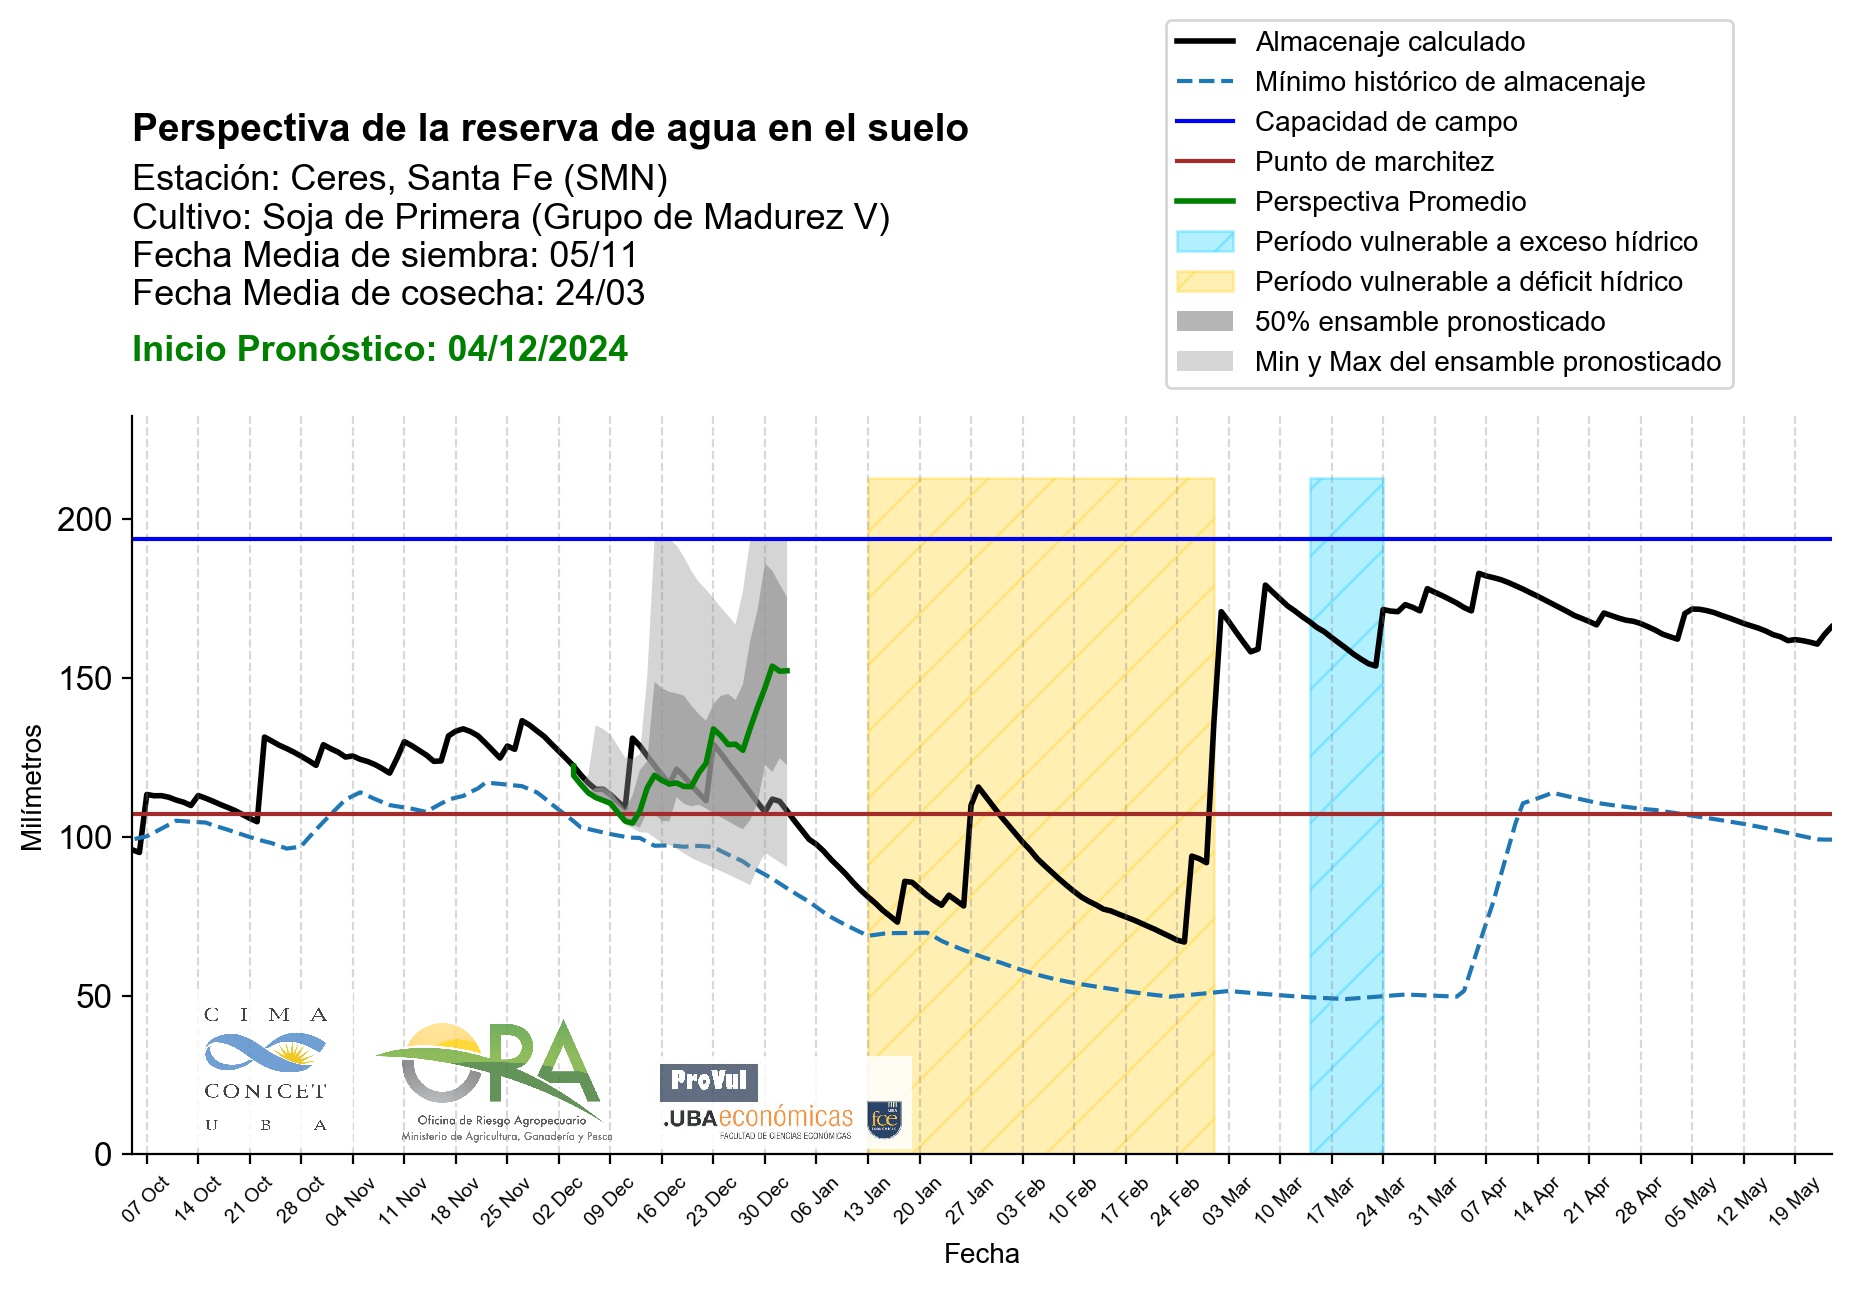 Almacenaje calculado
Mínimo histórico de almacenaje
Capacidad de campo
Punto de marchitez
Perspectiva Promedio
Período vulnerable a exceso hídrico
Período vulnerable a déficit hídrico
50% ensamble pronosticado
Min y Max del ensamble pronosticado
Perspectiva de la reserva de agua en el suelo
Estación: Ceres, Santa Fe (SMN)
Cultivo: Soja de Primera (Grupo de Madurez V)
Fecha Media de siembra: 05/11
Fecha Media de cosecha: 24/03
Inicio Pronóstico: 04/12/2024
Milímetros
200
150
100
50
0
C I M A
CONICET
U B A
ORA
Oficina de Riesgo Agropecuario
Ministerio de Agricultura, Ganadería y Pesca
ProVul
.UBAeconómicas
FACULTAD DE CIENCIAS ECONÓMICAS
UBA
fce
07 Oct
14 Oct
21 Oct
28 Oct
04 Nov
11 Nov
18 Nov
25 Nov
02 Dec
09 Dec
16 Dec
23 Dec
30 Dec
06 Jan
13 Jan
20 Jan
27 Jan
03 Feb
10 Feb
17 Feb
24 Feb
03 Mar
10 Mar
17 Mar
24 Mar
31 Mar
07 Apr
14 Apr
21 Apr
28 Apr
05 May
12 May
19 May
Fecha